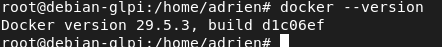 root@debian-glpi:/home/adrien# docker --version
Docker version 29.5.3, build d1c06ef
root@debian-glpi:/home/adrien#